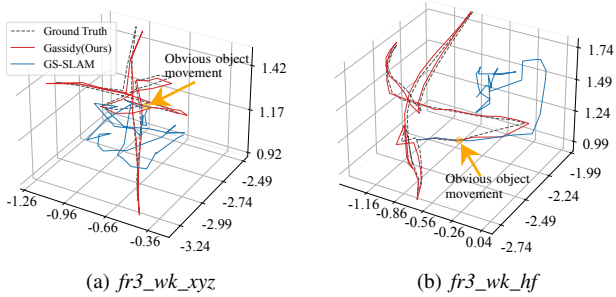 Ground Truth
Gassidy(Ours)
GS-SLAM
Obvious object
movement
1.42
1.17
0.92
-2.49
-2.74
-2.99
-3.24
-1.26
-0.96
-0.66
-0.36
(a) fr3_wk_xyz
1.74
1.49
1.24
0.99
-1.99
-2.24
-2.49
-2.74
-1.16
-0.86
-0.56
-0.26
0.04
Obvious object
movement
(b) fr3_wk_hf